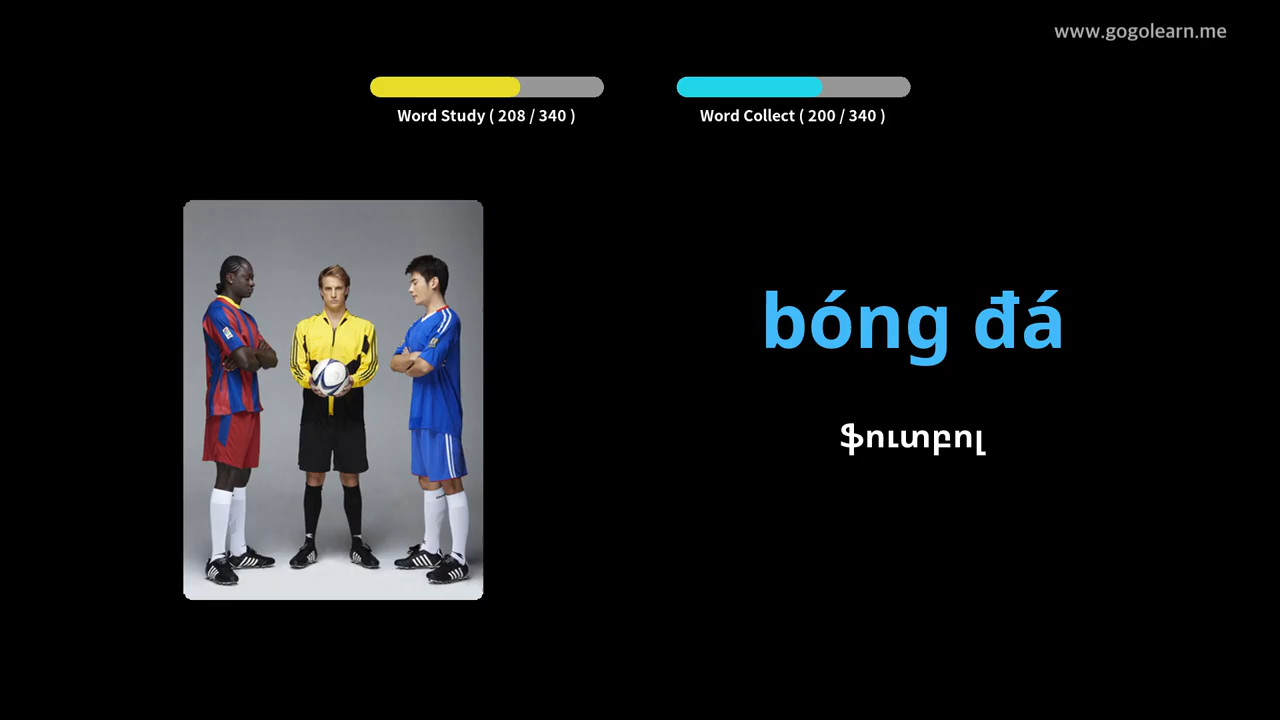 www.gogolearn.me
Word Study ( 208 / 340 )
Word Collect ( 200 / 340 )
bóng đá
ֆուտբոլ